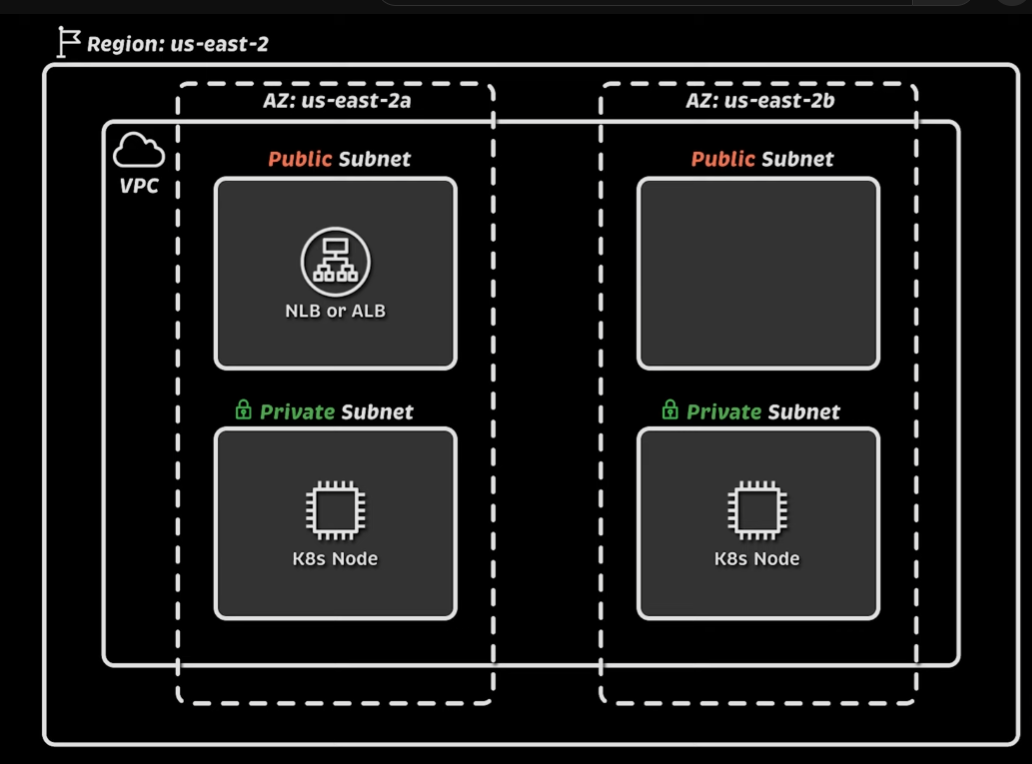 Region: us-east-2
AZ: us-east-2a
AZ: us-east-2b
VPC
Public Subnet
Public Subnet
NLB or ALB
Private Subnet
Private Subnet
K8s Node
K8s Node